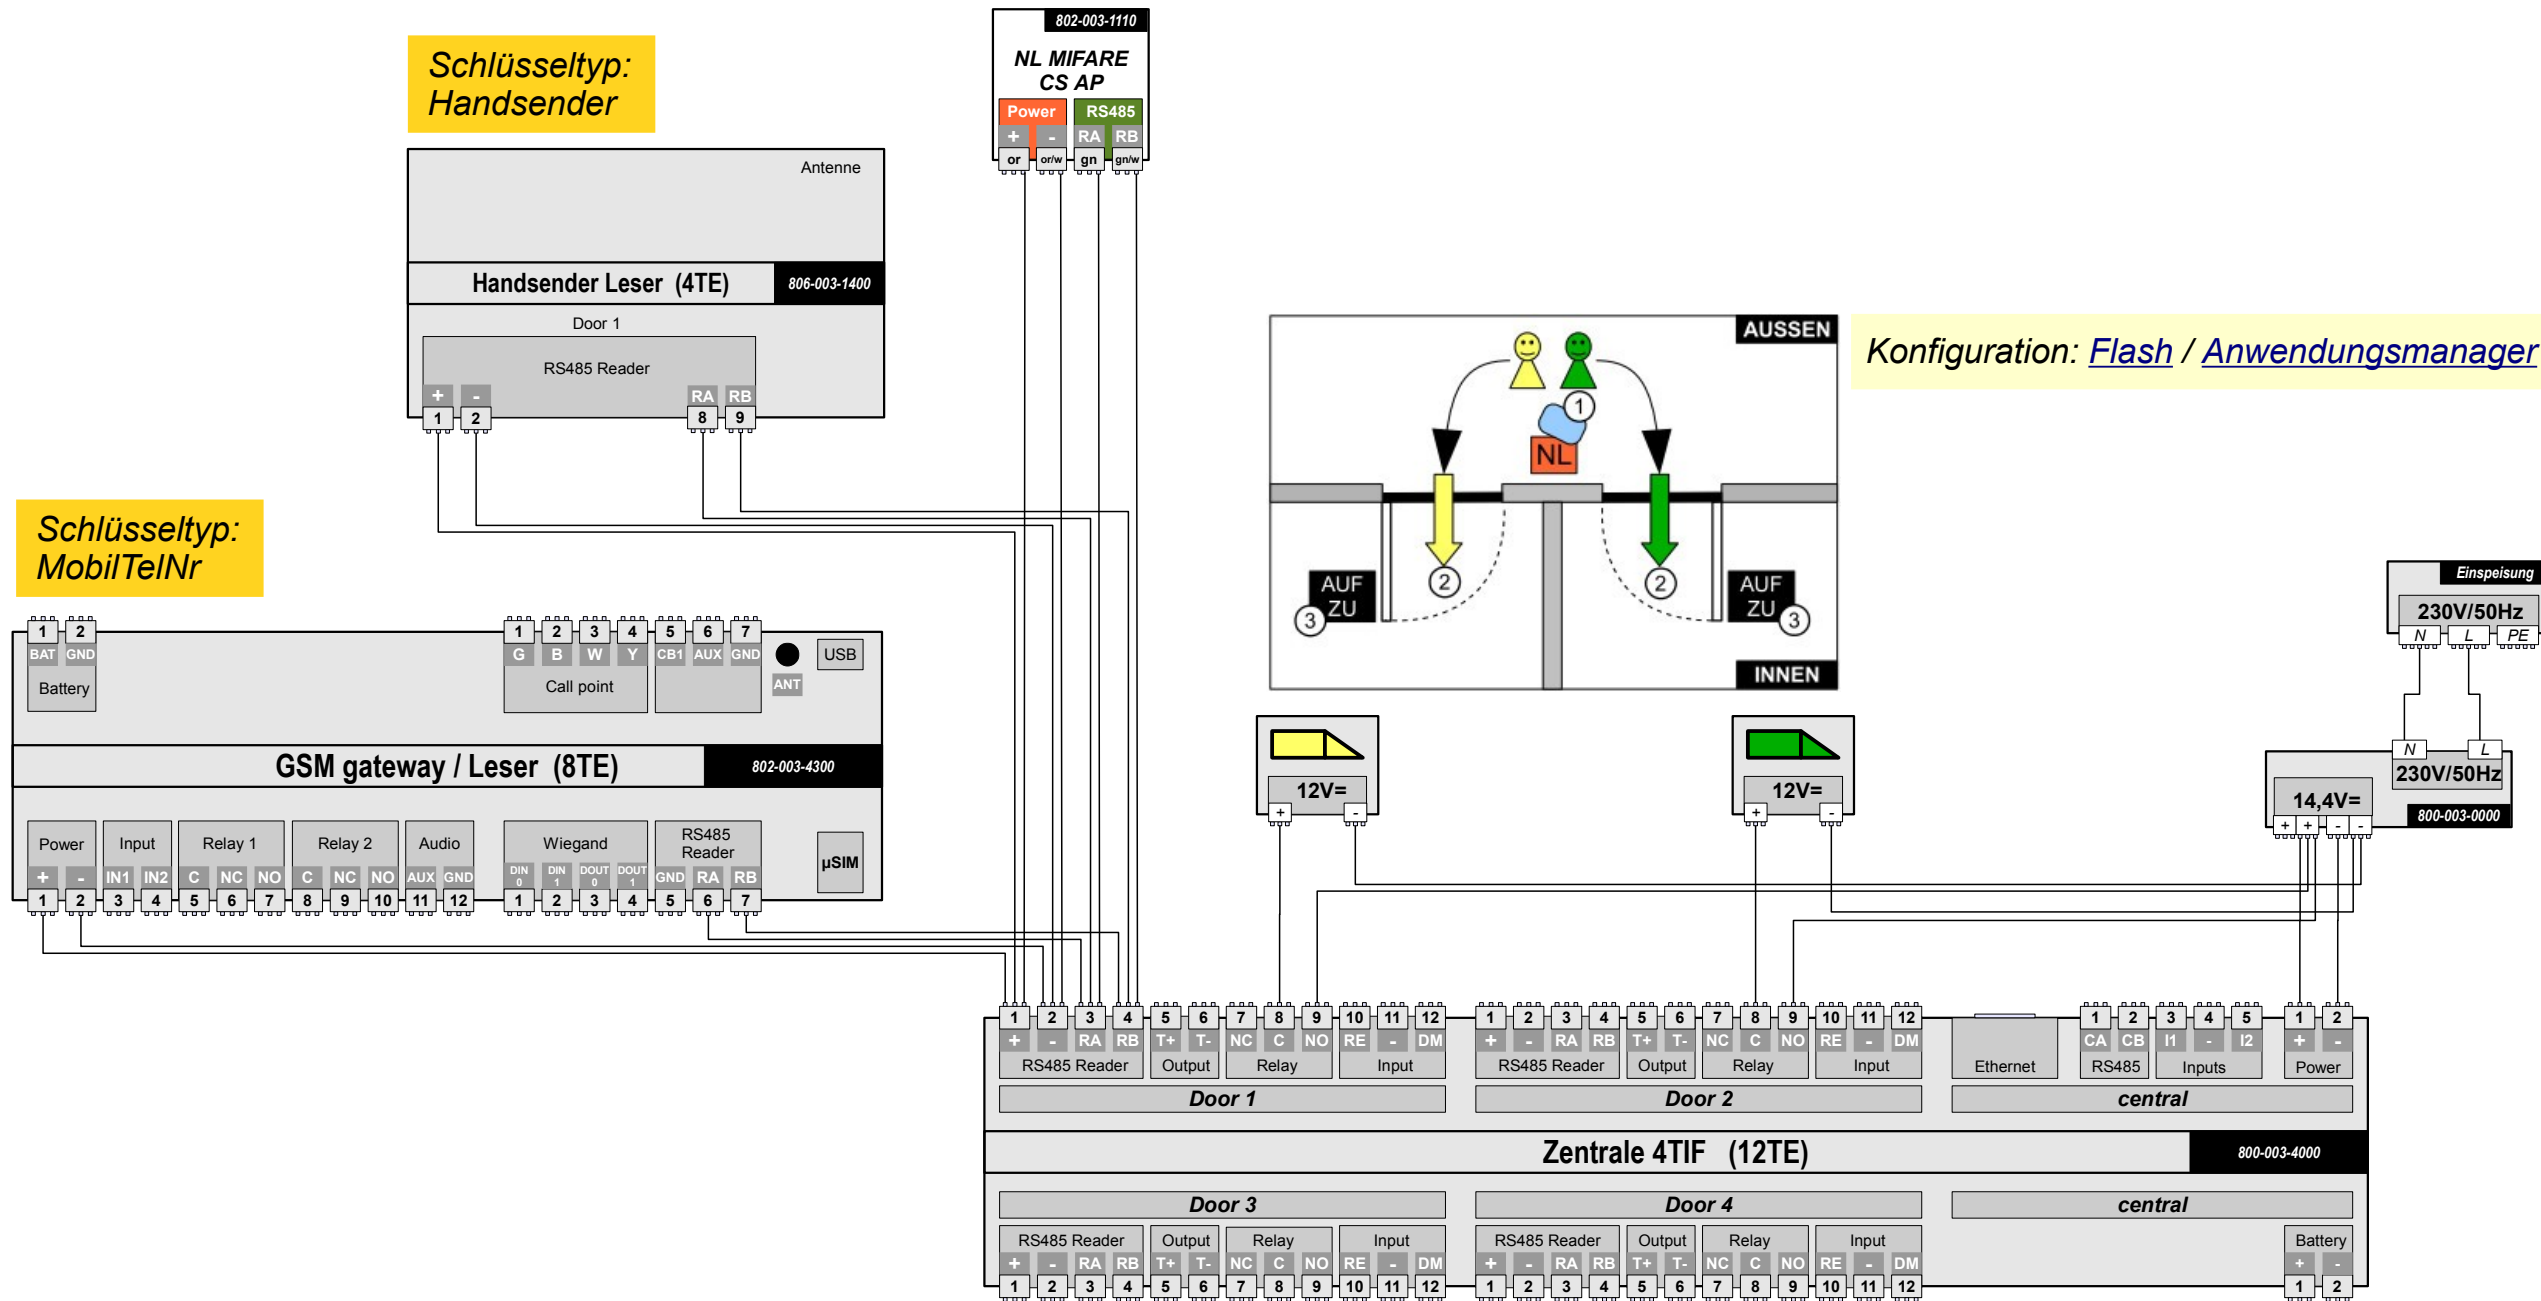 802-003-1110
NL MIFARE
CS AP
Power RS485
+ - RA RB
or or/w gn gn/w
Schlüsseltyp:
Handsender
Antenne
Handsender Leser (4TE) 806-003-1400
Door 1
RS485 Reader
+ - RA RB
1 2 8 9
AUSSEN
1
NL
2 2
AUF
ZU
3
AUF
ZU
3
INNEN
Konfiguration: Flash / Anwendungsmanager
Schlüsseltyp:
MobilTelNr
1 2 1 2 3 4 5 6 7
BAT GND G B W Y CB1 AUX GND USB
Battery Call point ANT
GSM gateway / Leser (8TE) 802-003-4300
Power Input Relay 1 Relay 2 Audio Wiegand RS485
Reader
µSIM
+ - IN1 IN2 C NC NO C NC NO AUX GND DIN 0 DIN 1 DOUT 0 DOUT 1 GND RA RB
1 2 3 4 5 6 7 8 9 10 11 12 1 2 3 4 5 6 7
12V=
+ -
12V=
+ -
Einspeisung
230V/50Hz
N L PE
N L
230V/50Hz
14,4V=
800-003-0000
+ + - -
1 2 3 4 5 6 7 8 9 10 11 12 1 2 3 4 5 6 7 8 9 10 11 12 1 2 3 4 5 1 2
+ - RA RB T+ T- NC C NO RE - DM + - RA RB T+ T- NC C NO RE - DM CA CB I1 - I2 + -
RS485 Reader Output Relay Input RS485 Reader Output Relay Input Ethernet RS485 Inputs Power
Door 1 Door 2 central
Zentrale 4TIF (12TE) 800-003-4000
Door 3 Door 4 central
RS485 Reader Output Relay Input RS485 Reader Output Relay Input Battery
+ - RA RB T+ T- NC C NO RE - DM + - RA RB T+ T- NC C NO RE - DM + -
1 2 3 4 5 6 7 8 9 10 11 12 1 2 3 4 5 6 7 8 9 10 11 12 1 2